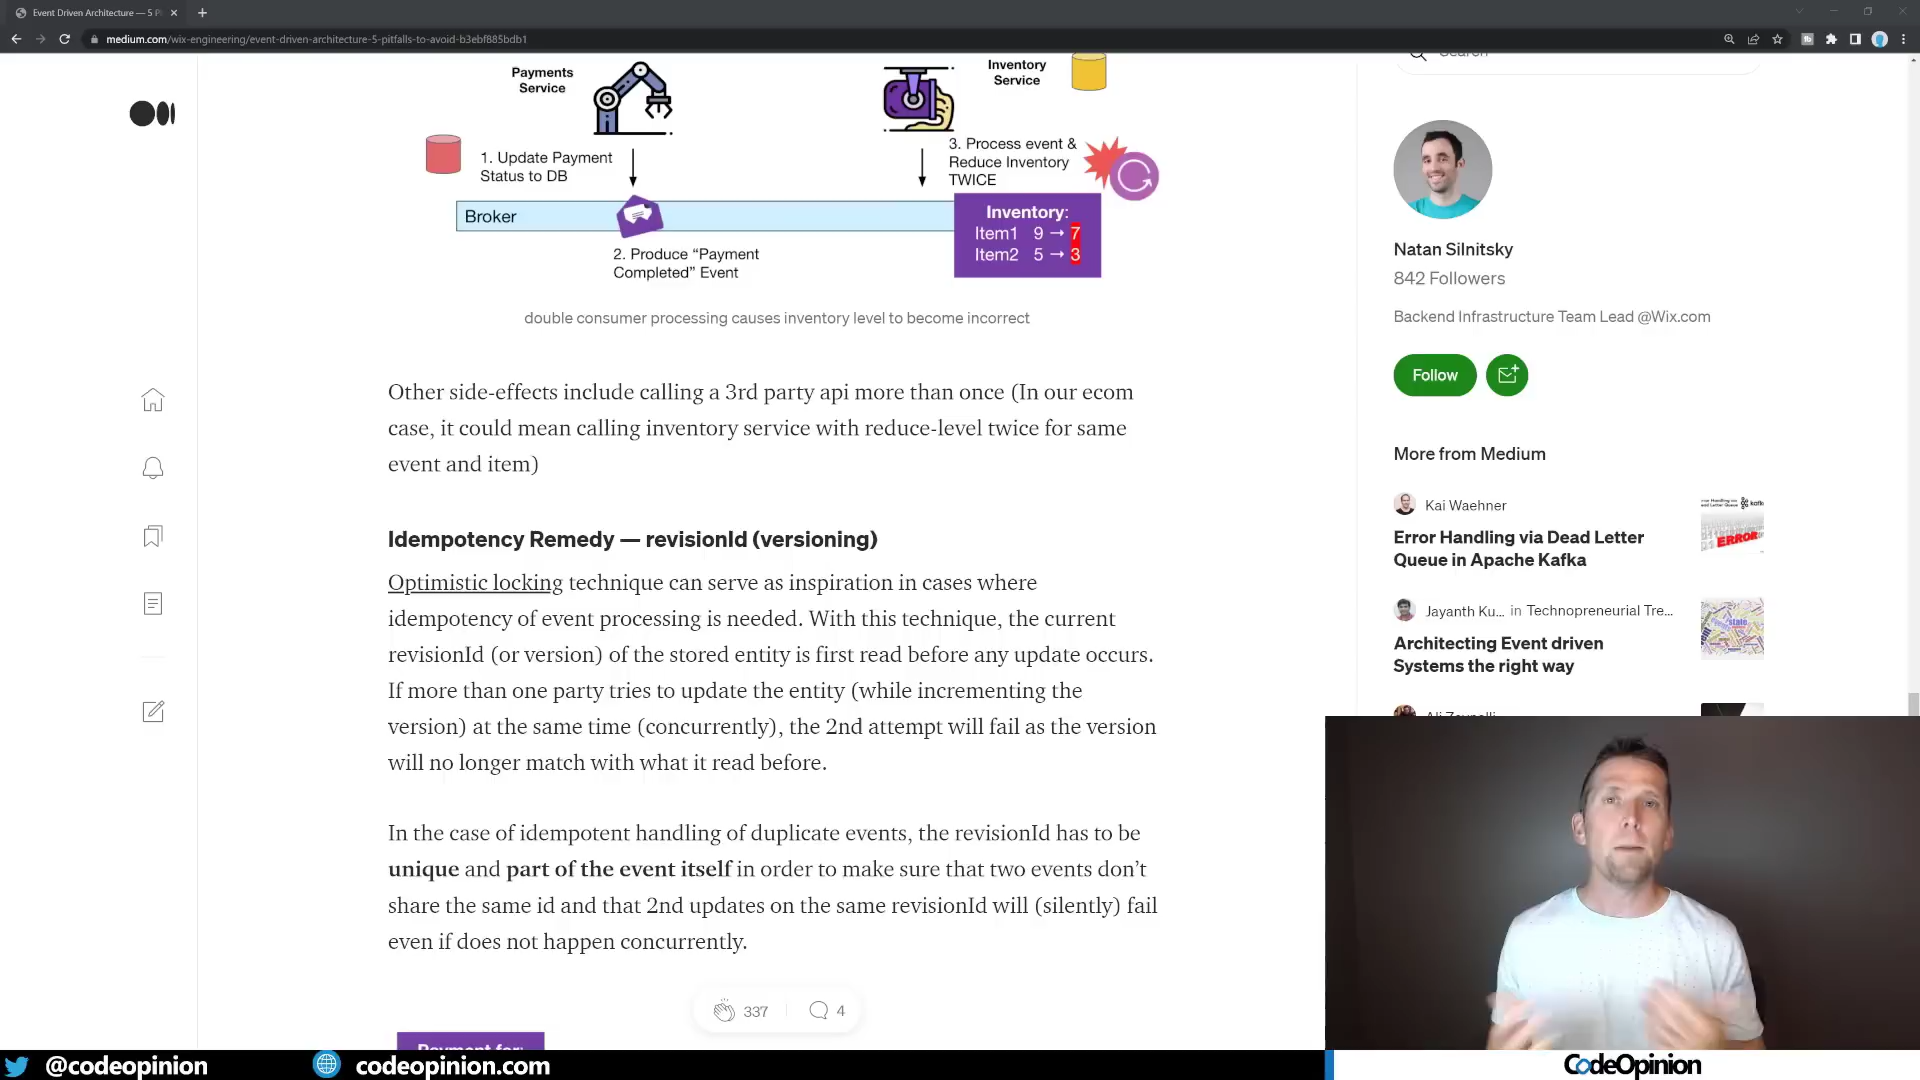 Event Driven Architecture — 5 Pi
medium.com/wix-engineering/event-driven-architecture-5-pitfalls-to-avoid-b3ebf885bdb1
Payments
Service
Inventory
Service
1. Update Payment
Status to DB
3. Process event &
Reduce Inventory
TWICE
Broker
Inventory:
Item1 9 → 7
Item2 5 → 3
2. Produce “Payment
Completed” Event
double consumer processing causes inventory level to become incorrect
Other side-effects include calling a 3rd party api more than once (In our ecom
case, it could mean calling inventory service with reduce-level twice for same
event and item)
Idempotency Remedy — revisionId (versioning)
Optimistic locking technique can serve as inspiration in cases where
idempotency of event processing is needed. With this technique, the current
revisionId (or version) of the stored entity is first read before any update occurs.
If more than one party tries to update the entity (while incrementing the
version) at the same time (concurrently), the 2nd attempt will fail as the version
will no longer match with what it read before.
In the case of idempotent handling of duplicate events, the revisionId has to be
unique and part of the event itself in order to make sure that two events don’t
share the same id and that 2nd updates on the same revisionId will (silently) fail
even if does not happen concurrently.
337 4
Payment for:
Search
Natan Silnitsky
842 Followers
Backend Infrastructure Team Lead @Wix.com
Follow
More from Medium
Kai Waehner
Error Handling via Dead Letter
Queue in Apache Kafka
ERROR
Jayanth Ku... in Technopreneurial Tre...
Architecting Event driven
Systems the right way
@codeopinion
codeopinion.com
CodeOpinion